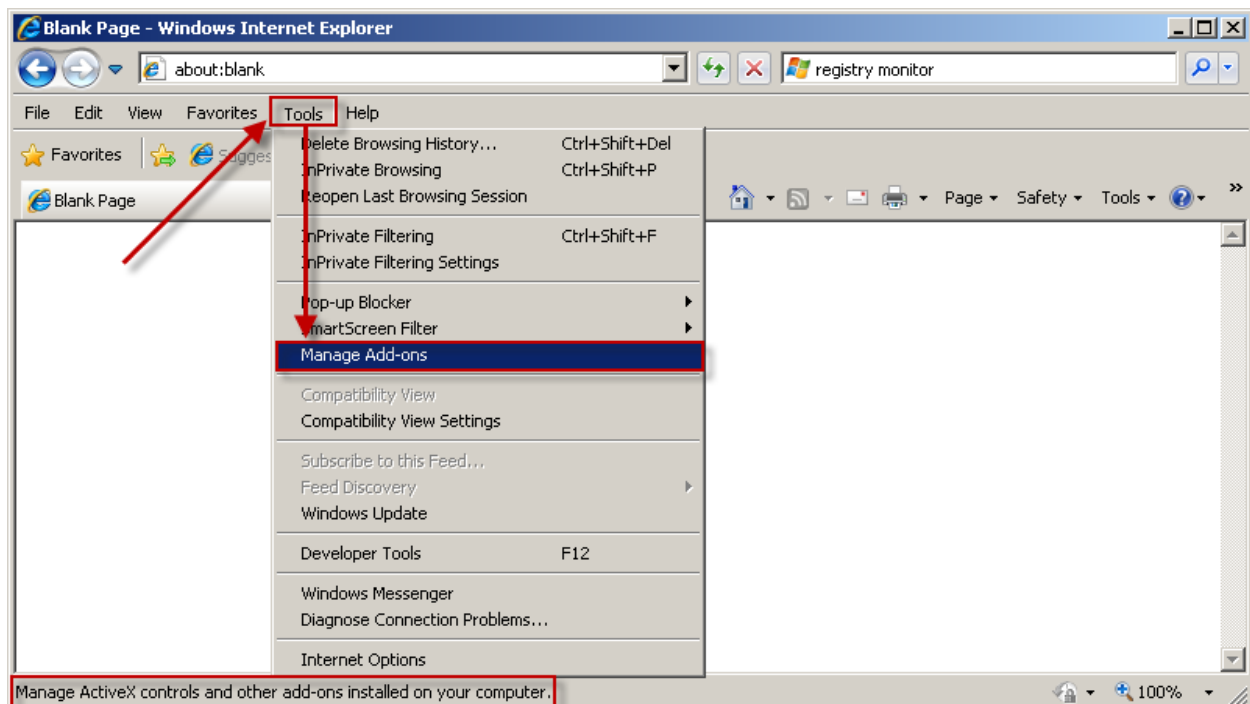 Blank Page - Windows Internet Explorer
about:blank
registry monitor
File Edit View Favorites Tools Help
Favorites Sugges
Blank Page
Page Safety Tools
Delete Browsing History... Ctrl+Shift+Del
InPrivate Browsing Ctrl+Shift+P
Reopen Last Browsing Session
InPrivate Filtering Ctrl+Shift+F
InPrivate Filtering Settings
Pop-up Blocker
SmartScreen Filter
Manage Add-ons
Compatibility View
Compatibility View Settings
Subscribe to this Feed...
Feed Discovery
Windows Update
Developer Tools F12
Windows Messenger
Diagnose Connection Problems...
Internet Options
Manage ActiveX controls and other add-ons installed on your computer.
100%